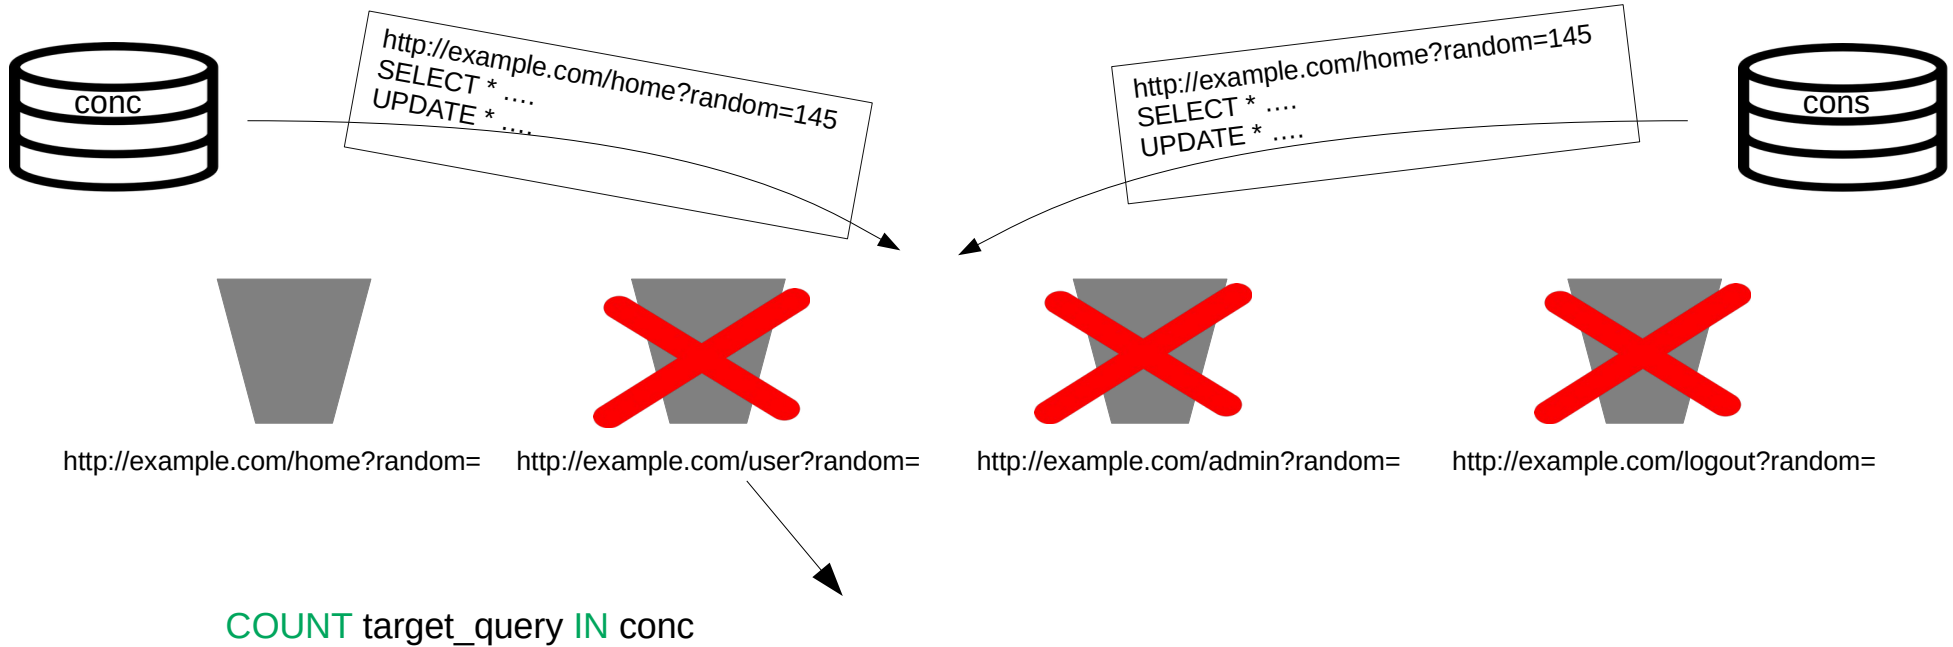 conc
http://example.com/home?random=145
SELECT * ....
UPDATE * ....
http://example.com/home?random=145
SELECT * ....
UPDATE * ....
cons
http://example.com/home?random=
http://example.com/user?random=
http://example.com/admin?random=
http://example.com/logout?random=
COUNT target_query IN conc